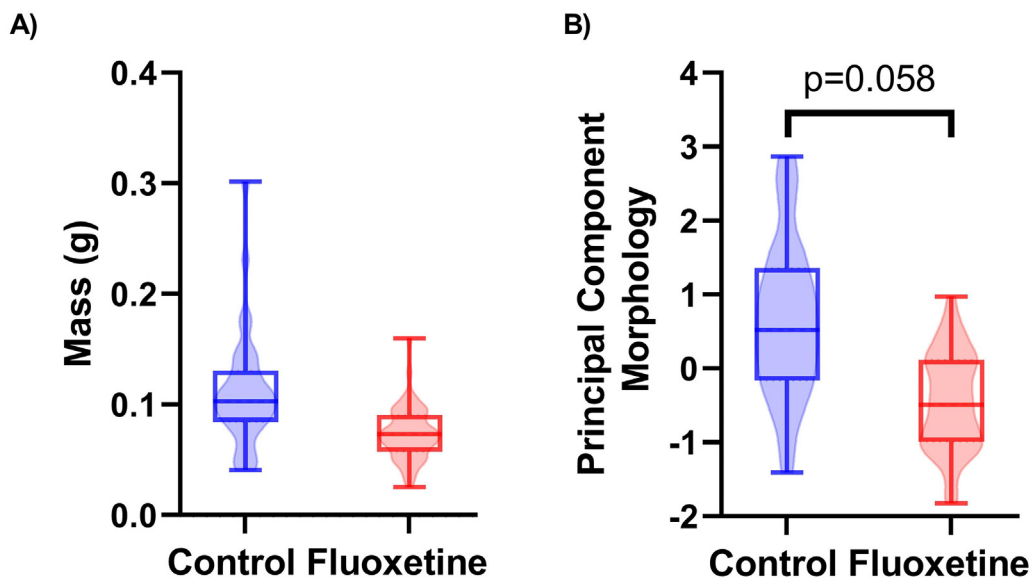 A)
Mass (g)
0.4
0.3
0.2
0.1
0.0
Control Fluoxetine
B)
Principal Component
Morphology
4
3
2
1
0
-1
-2
p=0.058
Control Fluoxetine